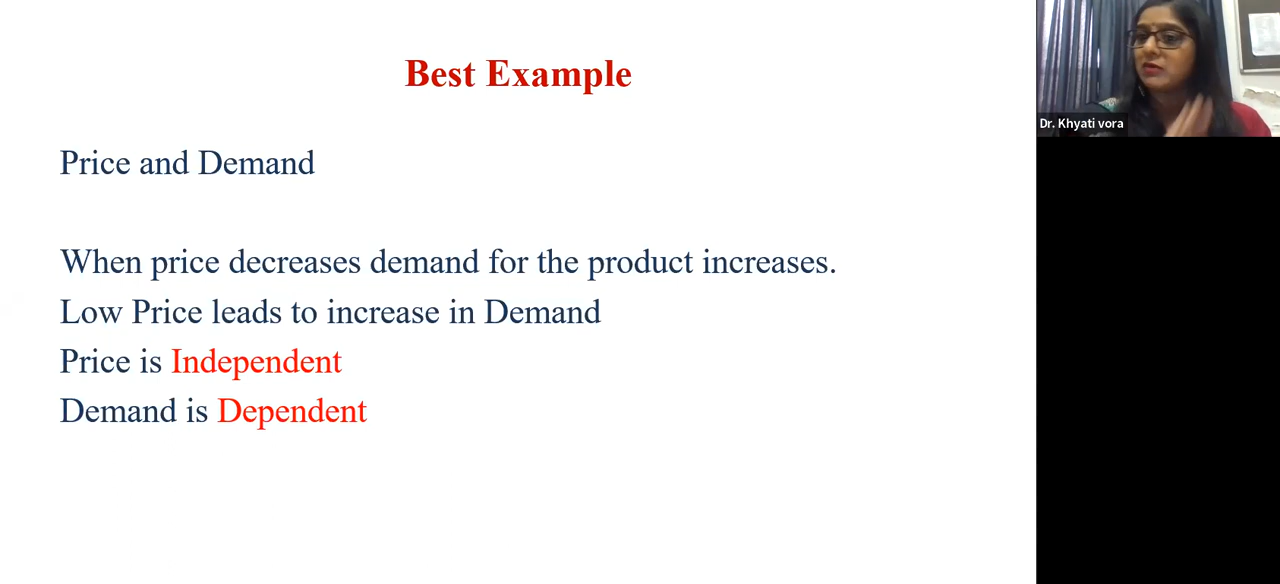 Best Example
Price and Demand
When price decreases demand for the product increases.
Low Price leads to increase in Demand
Price is Independent
Demand is Dependent
Dr. Khyati vora